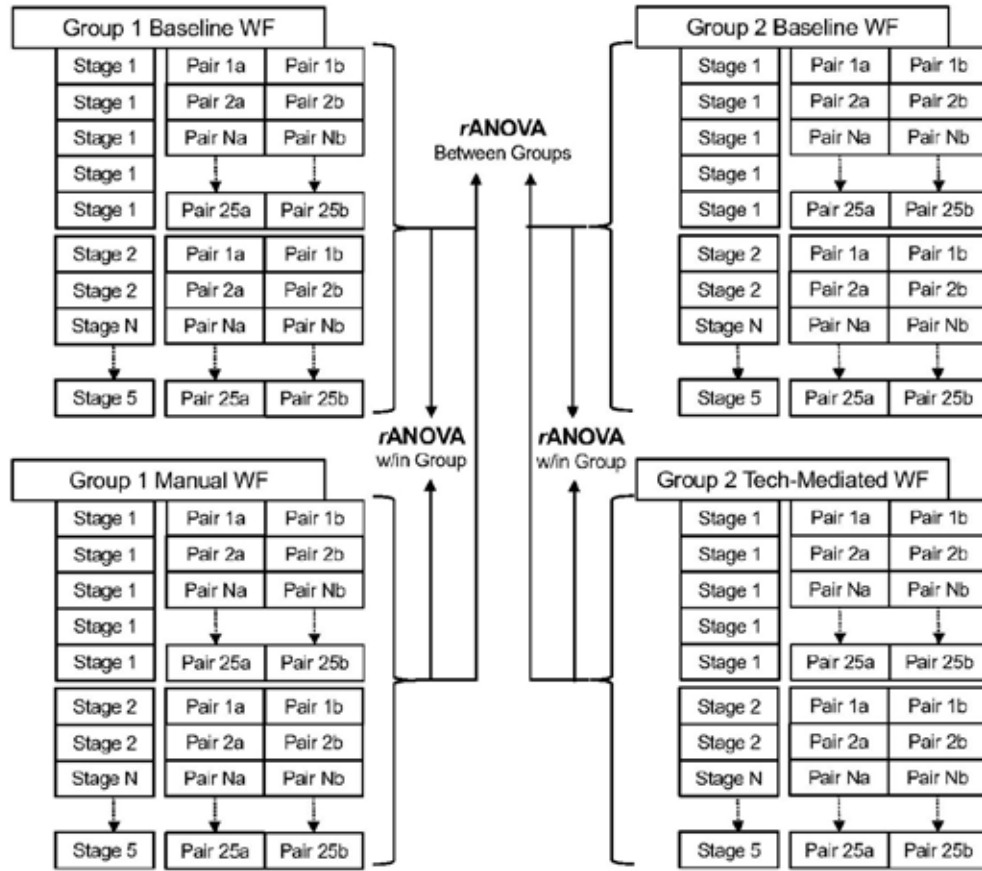 Group 1 Baseline WF
Stage 1 Pair 1a Pair 1b
Stage 1 Pair 2a Pair 2b
Stage 1 Pair Na Pair Nb
Stage 1
Stage 1 Pair 25a Pair 25b
Stage 2 Pair 1a Pair 1b
Stage 2 Pair 2a Pair 2b
Stage N Pair Na Pair Nb
Stage 5 Pair 25a Pair 25b
rANOVA
Between Groups
Group 2 Baseline WF
Stage 1 Pair 1a Pair 1b
Stage 1 Pair 2a Pair 2b
Stage 1 Pair Na Pair Nb
Stage 1
Stage 1 Pair 25a Pair 25b
Stage 2 Pair 1a Pair 1b
Stage 2 Pair 2a Pair 2b
Stage N Pair Na Pair Nb
Stage 5 Pair 25a Pair 25b
rANOVA
w/in Group
rANOVA
w/in Group
Group 1 Manual WF
Stage 1 Pair 1a Pair 1b
Stage 1 Pair 2a Pair 2b
Stage 1 Pair Na Pair Nb
Stage 1
Stage 1 Pair 25a Pair 25b
Stage 2 Pair 1a Pair 1b
Stage 2 Pair 2a Pair 2b
Stage N Pair Na Pair Nb
Stage 5 Pair 25a Pair 25b
Group 2 Tech-Mediated WF
Stage 1 Pair 1a Pair 1b
Stage 1 Pair 2a Pair 2b
Stage 1 Pair Na Pair Nb
Stage 1
Stage 1 Pair 25a Pair 25b
Stage 2 Pair 1a Pair 1b
Stage 2 Pair 2a Pair 2b
Stage N Pair Na Pair Nb
Stage 5 Pair 25a Pair 25b